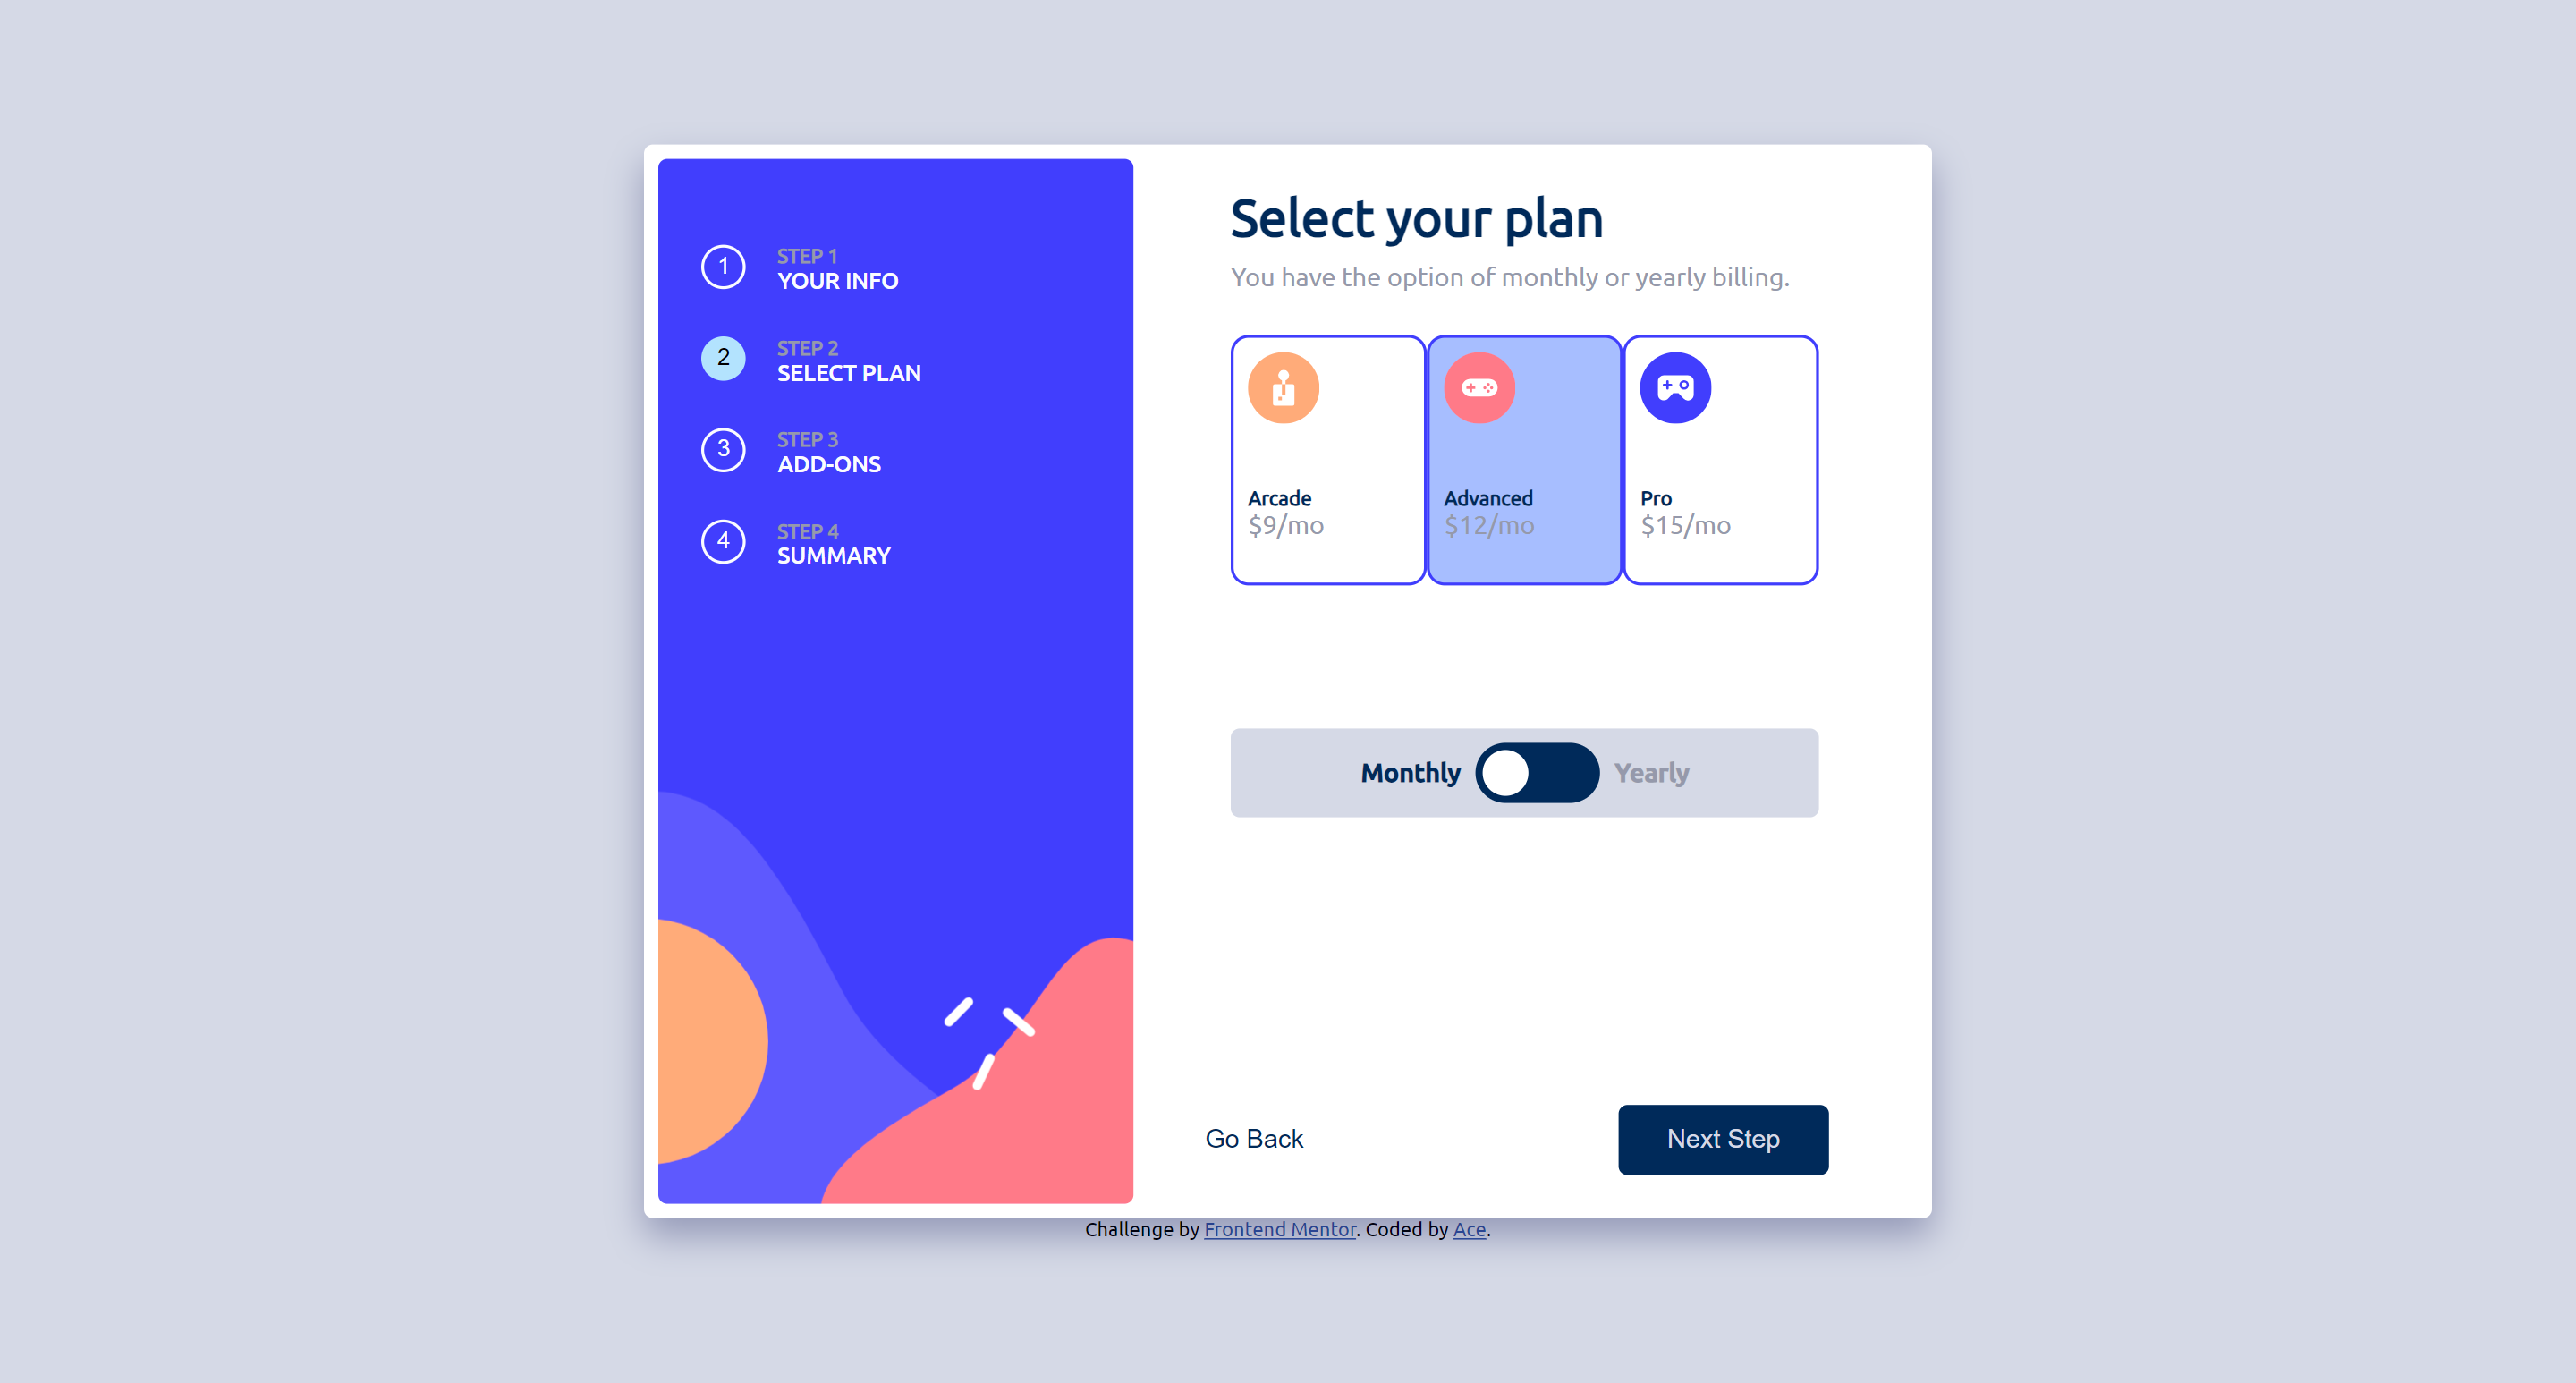 1
STEP 1
YOUR INFO
2
STEP 2
SELECT PLAN
3
STEP 3
ADD-ONS
4
STEP 4
SUMMARY
Select your plan
You have the option of monthly or yearly billing.
Arcade
$9/mo
Advanced
$12/mo
Pro
$15/mo
Monthly Yearly
Go Back Next Step
Challenge by Frontend Mentor. Coded by Ace.